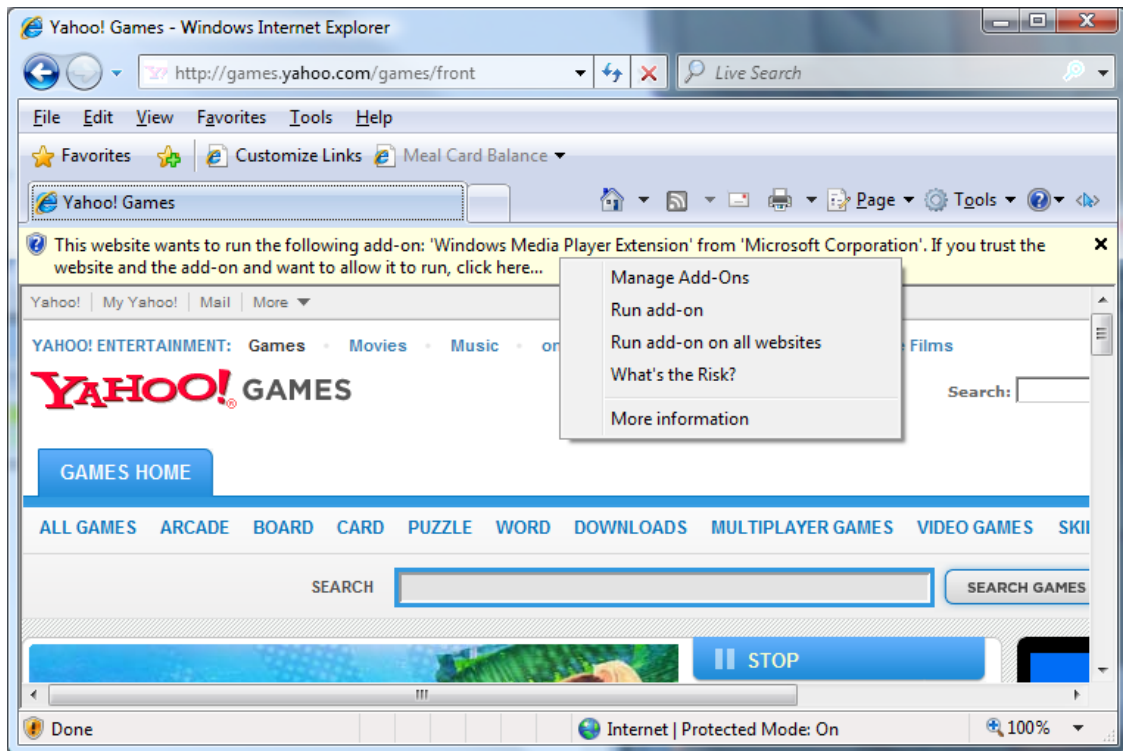 Yahoo! Games - Windows Internet Explorer
http://games.yahoo.com/games/front
Live Search
File Edit View Favorites Tools Help
Favorites Customize Links Meal Card Balance
Yahoo! Games Page Tools
This website wants to run the following add-on: 'Windows Media Player Extension' from 'Microsoft Corporation'. If you trust the
website and the add-on and want to allow it to run, click here...
Manage Add-Ons
Run add-on
Run add-on on all websites
What's the Risk?
More information
Yahoo! My Yahoo! Mail More
YAHOO! ENTERTAINMENT: Games Movies Music Films
YAHOO! GAMES
Search:
GAMES HOME
ALL GAMES ARCADE BOARD CARD PUZZLE WORD DOWNLOADS MULTIPLAYER GAMES VIDEO GAMES
SEARCH SEARCH GAMES
STOP
Done Internet | Protected Mode: On 100%